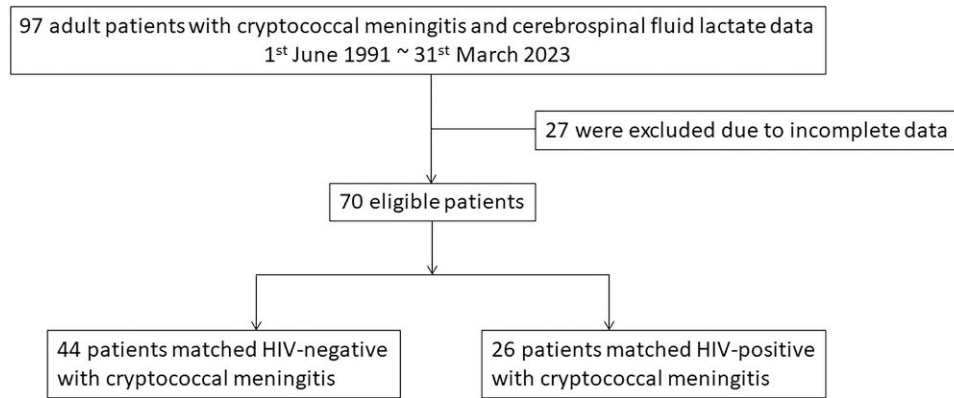 97 adult patients with cryptococcal meningitis and cerebrospinal fluid lactate data
1st June 1991 ~ 31st March 2023
27 were excluded due to incomplete data
70 eligible patients
44 patients matched HIV-negative
with cryptococcal meningitis
26 patients matched HIV-positive
with cryptococcal meningitis